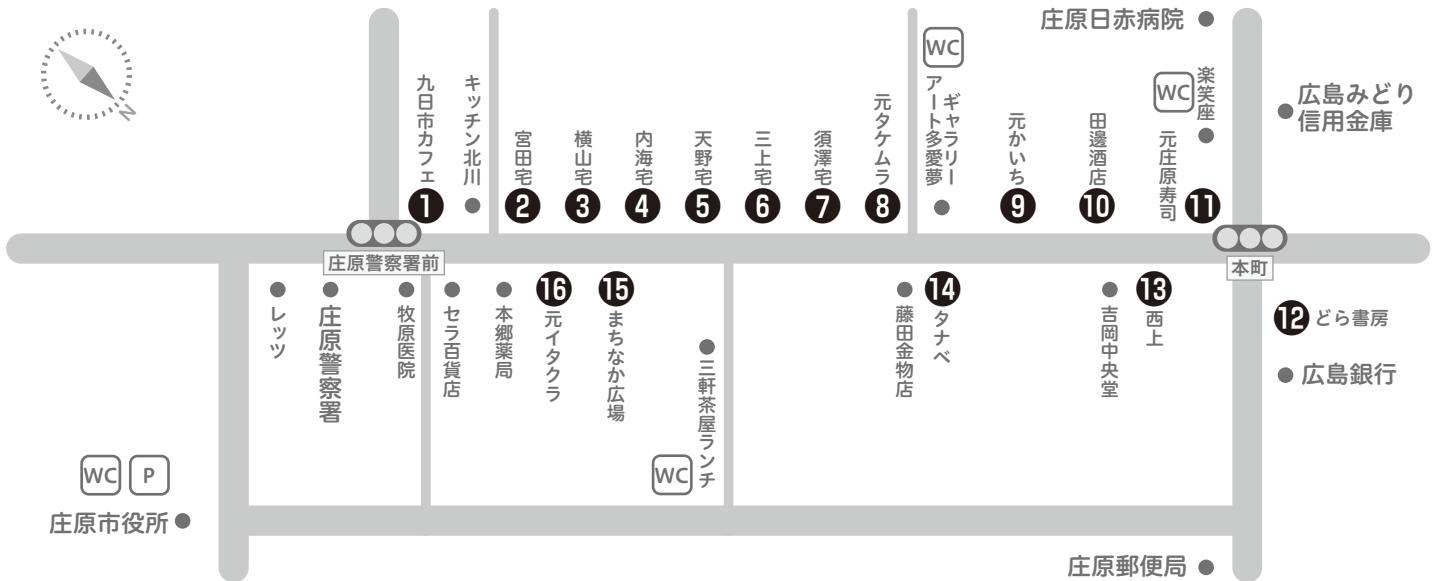 庄原日赤病院
WC
WC
楽笑座
広島みどり
信用金庫
九日市カフェ
キッチン北川
宮田宅
横山宅
内海宅
天野宅
三上宅
須澤宅
元タケムラ
ギャラリー
アート多愛夢
元かいち
田邊酒店
元庄原寿司
N
1
2
3
4
5
6
7
8
9
10
11
庄原警察署前
本町
レッツ
庄原警察署
牧原医院
セラ百貨店
本郷薬局
16
元イタクラ
15
まちなか広場
三軒茶屋ランチ
WC
藤田金物店
14
タナベ
吉岡中央堂
13
西上
12 どら書房
広島銀行
WC P
庄原市役所
庄原郵便局